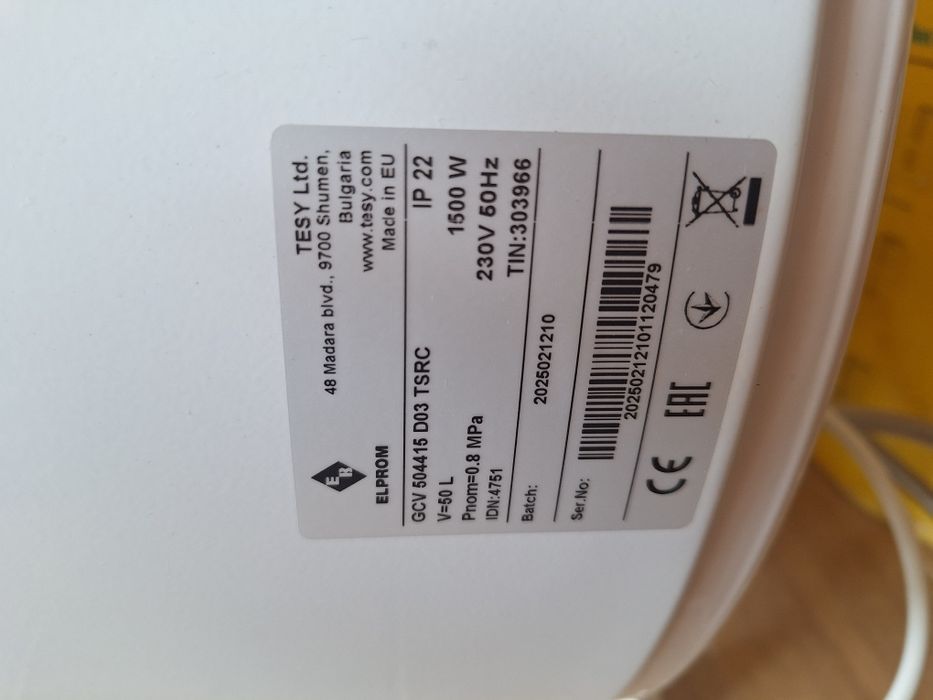 ER
ELPROM
TESY Ltd.
48 Madara blvd., 9700 Shumen,
Bulgaria
www.tesy.com
Made in EU
GCV 504415 D03 TSRC IP 22
V=50 L 1500 W
Pnom=0.8 MPa 230V 50Hz
IDN:4751 TIN:303966
Batch: 2025021210
Ser.No:
20250212101120479
CE EAC